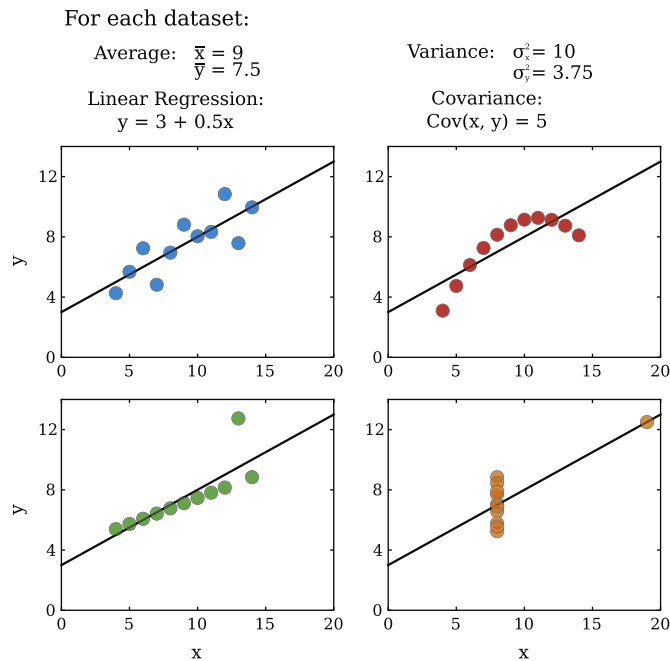 For each dataset:
Average: x̅ = 9
y̅ = 7.5
Variance: σ²ₓ= 10
σ²ᵧ= 3.75
Linear Regression:
y = 3 + 0.5x
Covariance:
Cov(x, y) = 5
12
8
4
0
y
0 5 10 15 20
12
8
4
0
0 5 10 15 20
12
8
4
0
y
0 5 10 15 20
x
12
8
4
0
0 5 10 15 20
x